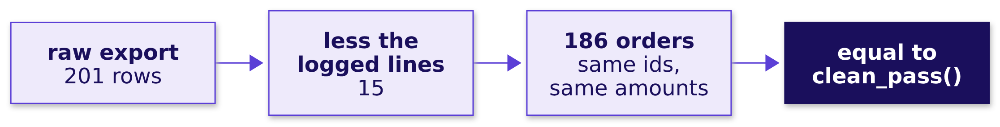 raw export
201 rows
less the
logged lines
15
186 orders
same ids,
same amounts
equal to
clean_pass()